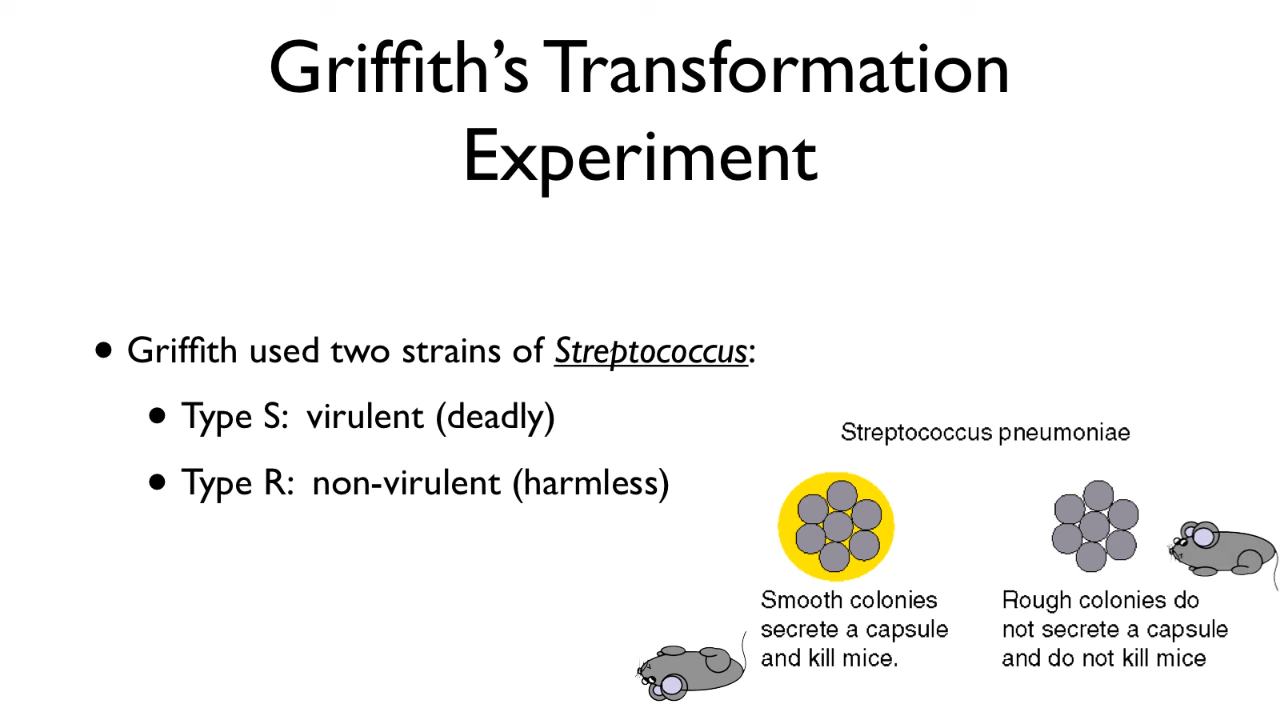 Griffith's Transformation
Experiment
• Griffith used two strains of Streptococcus:
• Type S: virulent (deadly)
• Type R: non-virulent (harmless)
Streptococcus pneumoniae
Smooth colonies
secrete a capsule
and kill mice.
Rough colonies do
not secrete a capsule
and do not kill mice